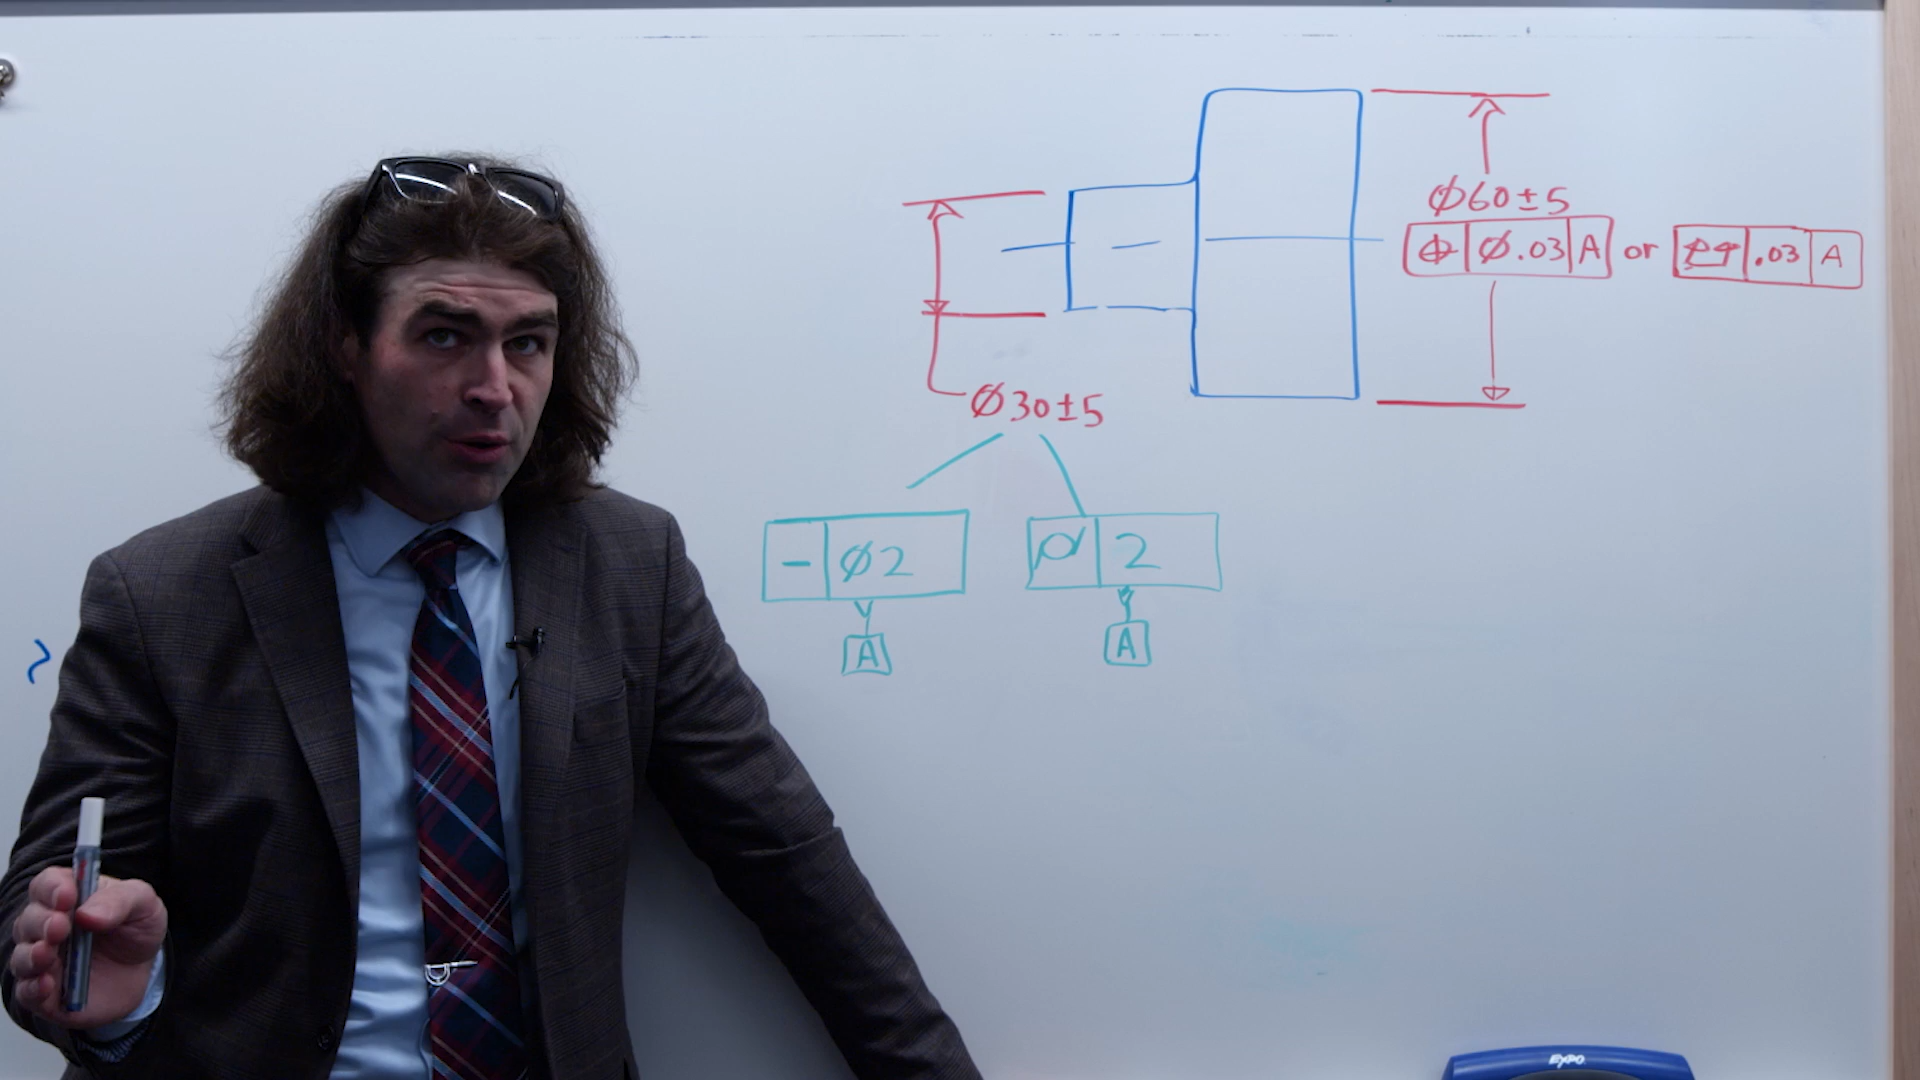 ⌀60±5
⌖ ⌀.03 A or ⌰ .03 A
⌀30±5
⏤ ⌀2
⌭ 2
A
A
EXPO